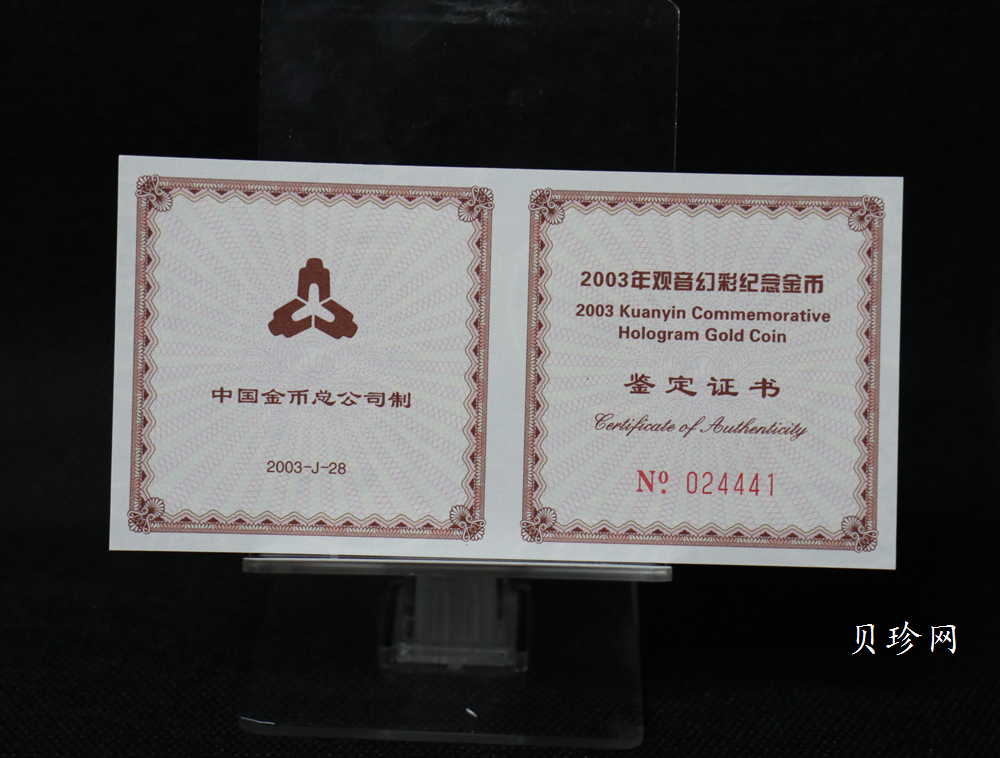 中国金币总公司制
2003-J-28
2003年观音幻彩纪念金币
2003 Kuanyin Commemorative
Hologram Gold Coin
鉴定证书
Certificate of Authenticity
Nº 024441
贝珍网